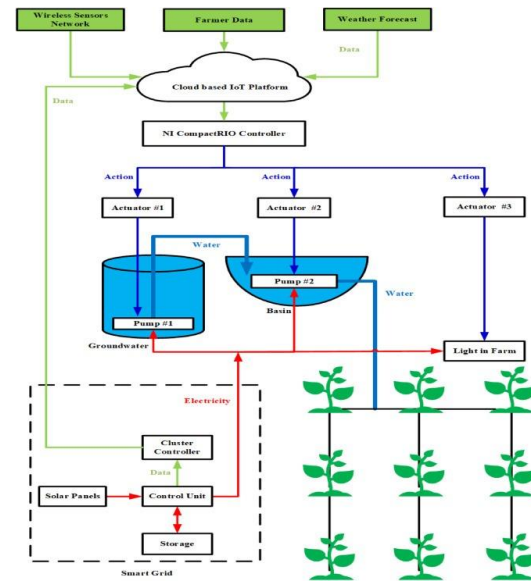 Wireless Sensors
Network
Farmer Data
Weather Forecast
Data
Data
Data
Cloud based IoT Platform
NI CompactRIO Controller
Action
Action
Action
Actuator #1
Actuator #2
Actuator #3
Water
Pump #2
Water
Basin
Pump #1
Groundwater
Light in Farm
Electricity
Cluster
Controller
Data
Solar Panels
Control Unit
Storage
Smart Grid